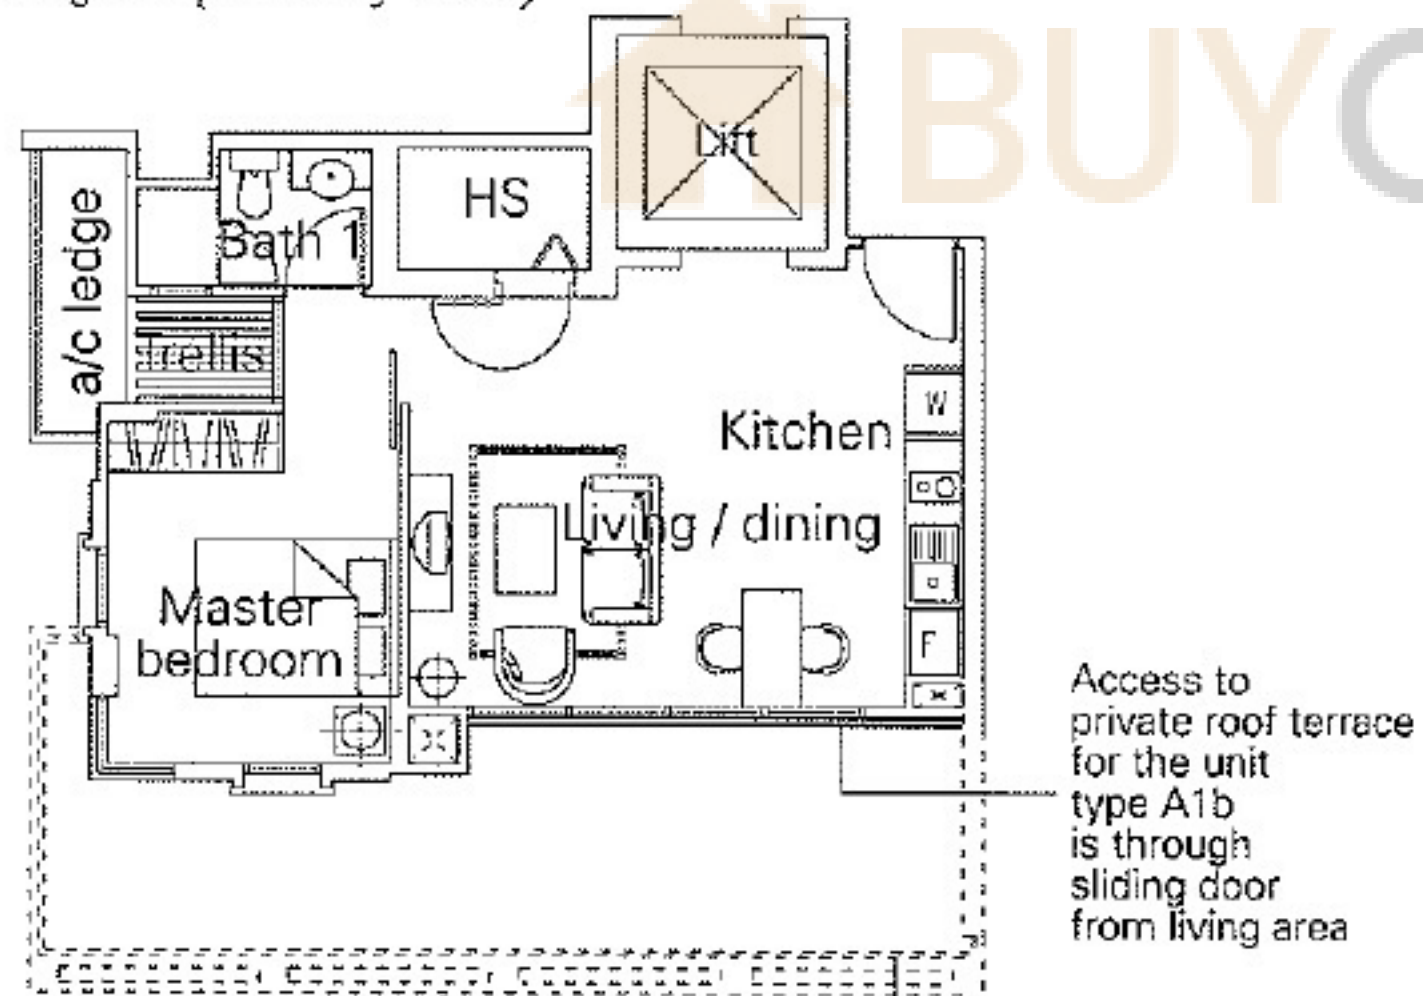 BUY
Lift
HS
Bath 1
a/c ledge
Trellis
W
Kitchen
Living / dining
Master
bedroom
F
Access to
private roof terrace
for the unit
type A1b
is through
sliding door
from living area